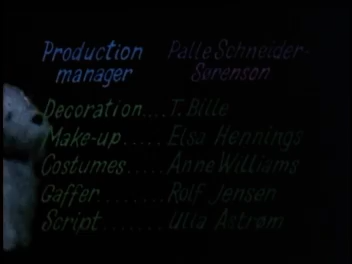 Production Palle Schneider-
manager Sørenson
Decoration....T. Bille
Make-up.....Elsa Hennings
Costumes.....Anne Williams
Gaffer........Rolf Jensen
Script.......Ulla Astrøm